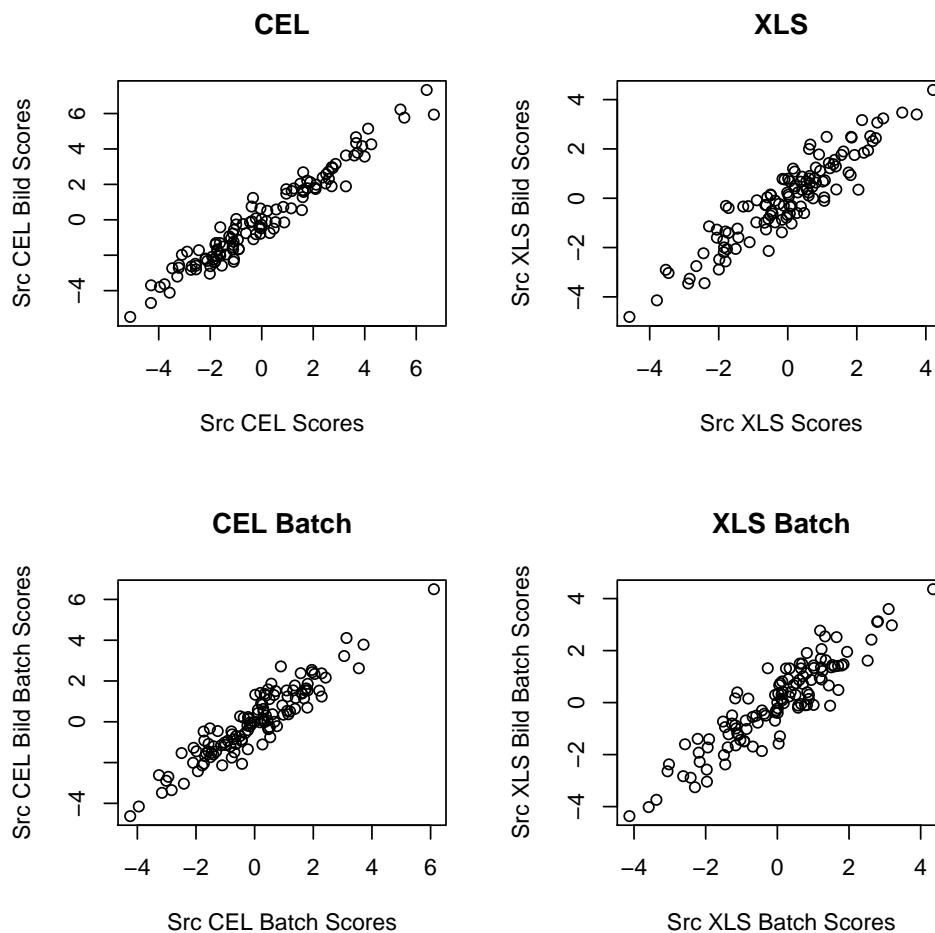 CEL
Src CEL Bild Scores
−4 −2 0 2 4 6
−4 −2 0 2 4 6
Src CEL Scores
XLS
Src XLS Bild Scores
−4 −2 0 2 4
−4 −2 0 2 4
Src XLS Scores
CEL Batch
Src CEL Bild Batch Scores
−4 −2 0 2 4 6
−4 −2 0 2 4 6
Src CEL Batch Scores
XLS Batch
Src XLS Bild Batch Scores
−4 −2 0 2 4
−4 −2 0 2 4
Src XLS Batch Scores